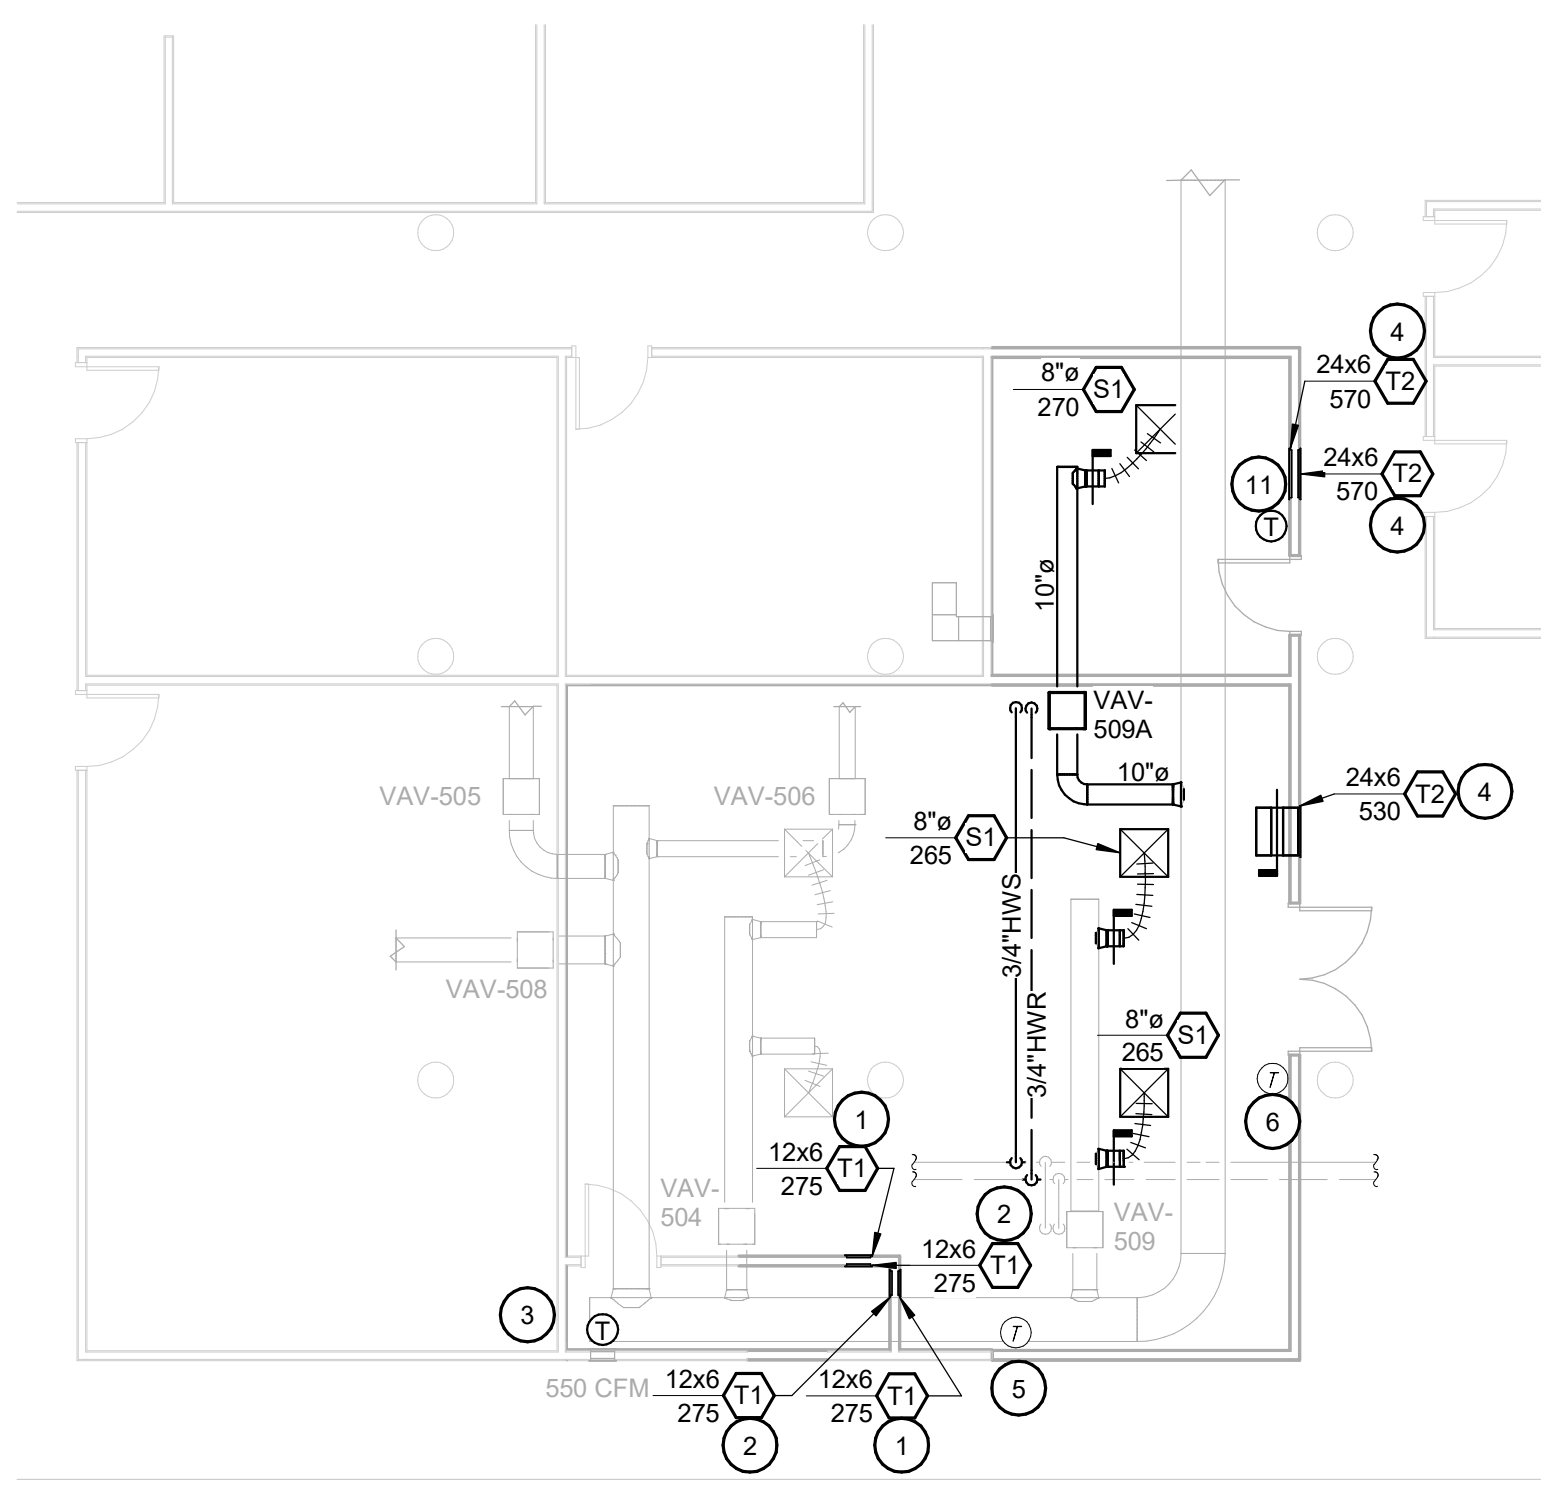 4
24x6
T2
570
8"ø
S1
270
24x6
T2
570
11
4
T
10"ø
VAV-
509A
10"ø
24x6
T2
4
530
VAV-505
VAV-506
8"ø
S1
265
3/4"HWS
VAV-508
3/4"HWR
8"ø
S1
265
T
6
1
12x6
T1
275
VAV-
504
2
VAV-
509
12x6
T1
275
3
T
T
550 CFM
12x6
T1
275
2
12x6
T1
275
1
5